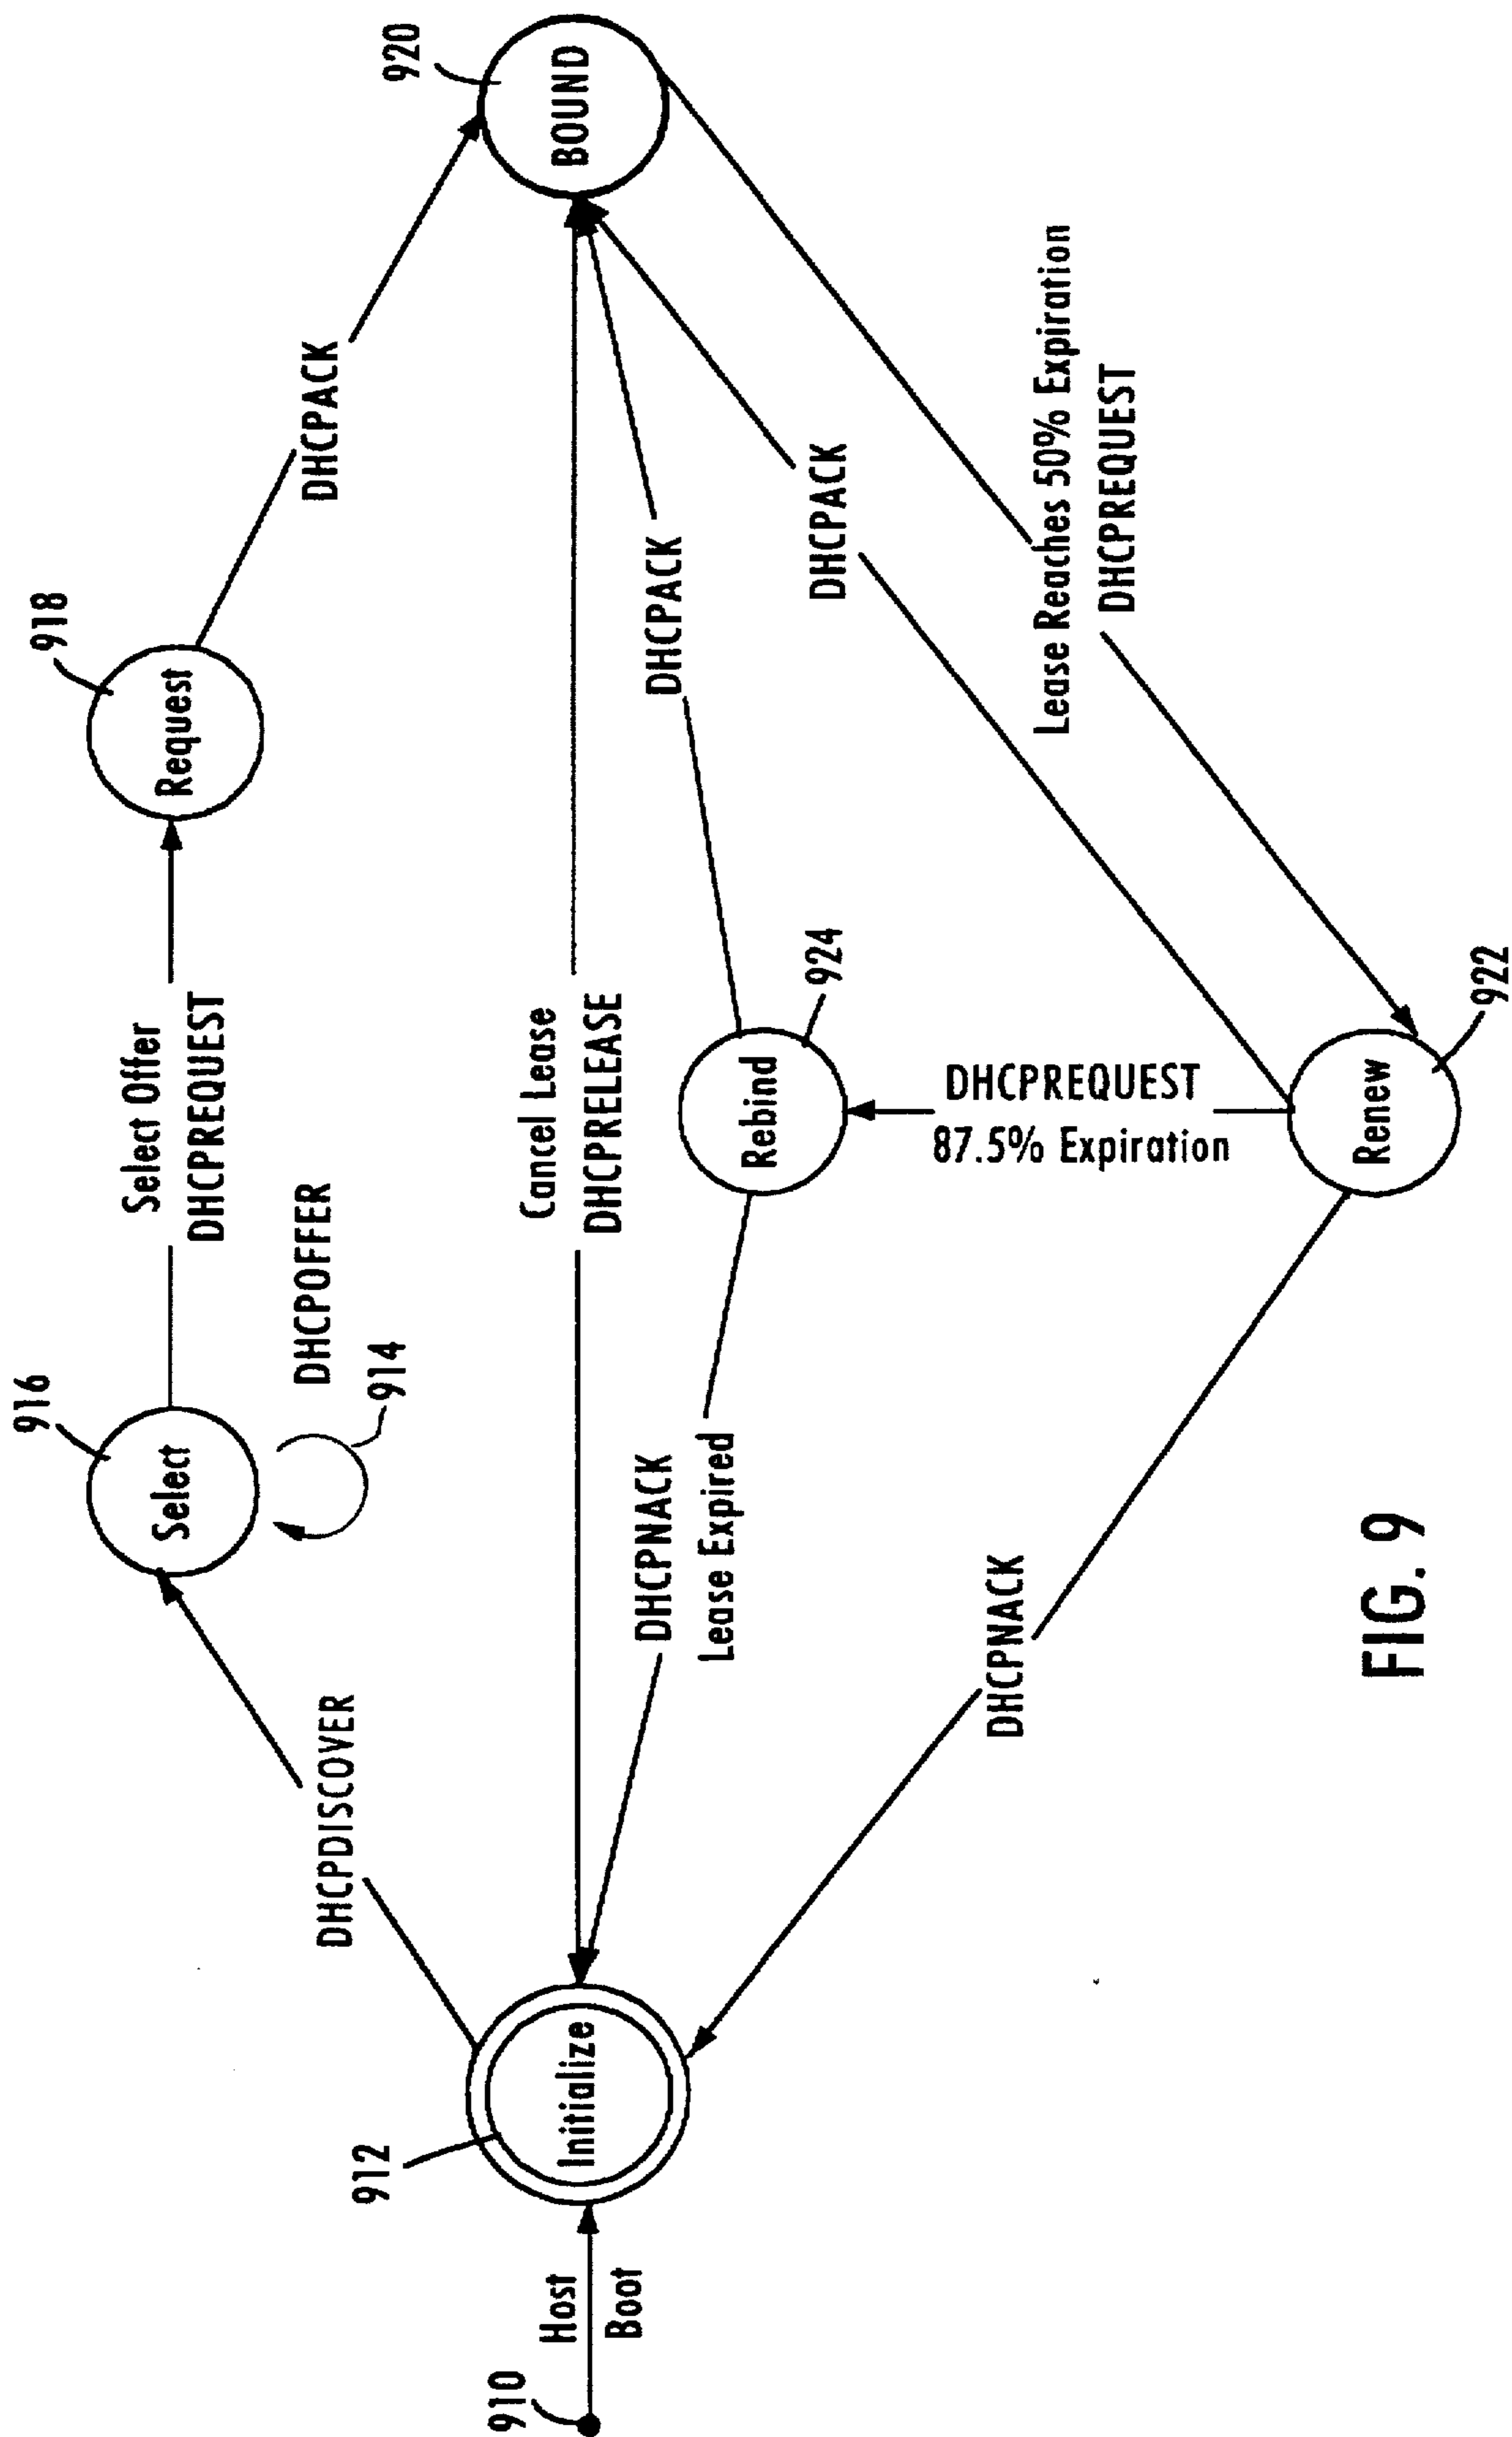 910
Host
Boot
912
Initialize
DHCPDISCOVER
916
Select
DHCPOFFER
914
Select Offer
DHCPREQUEST
918
Request
DHCPACK
920
BOUND
Cancel Lease
DHCPRELEASE
DHCPNACK
Lease Expired
Rebind
924
DHCPACK
DHCPREQUEST
87.5% Expiration
DHCPACK
Lease Reaches 50% Expiration
DHCPREQUEST
DHCPNACK
Renew
922
FIG. 9